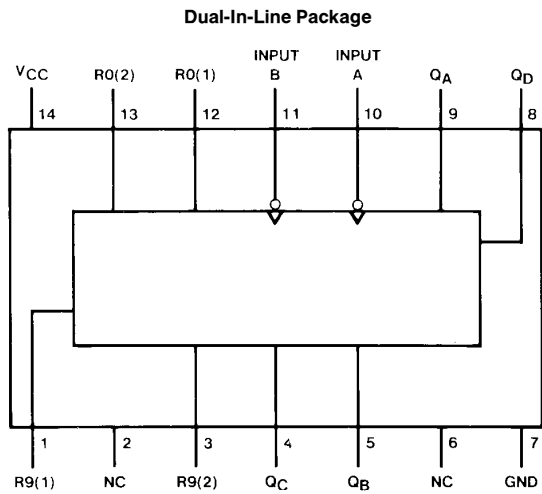 Dual-In-Line Package
INPUT INPUT
VCC R0(2) R0(1) B A QA QD
14 13 12 11 10 9 8
1 2 3 4 5 6 7
R9(1) NC R9(2) QC QB NC GND